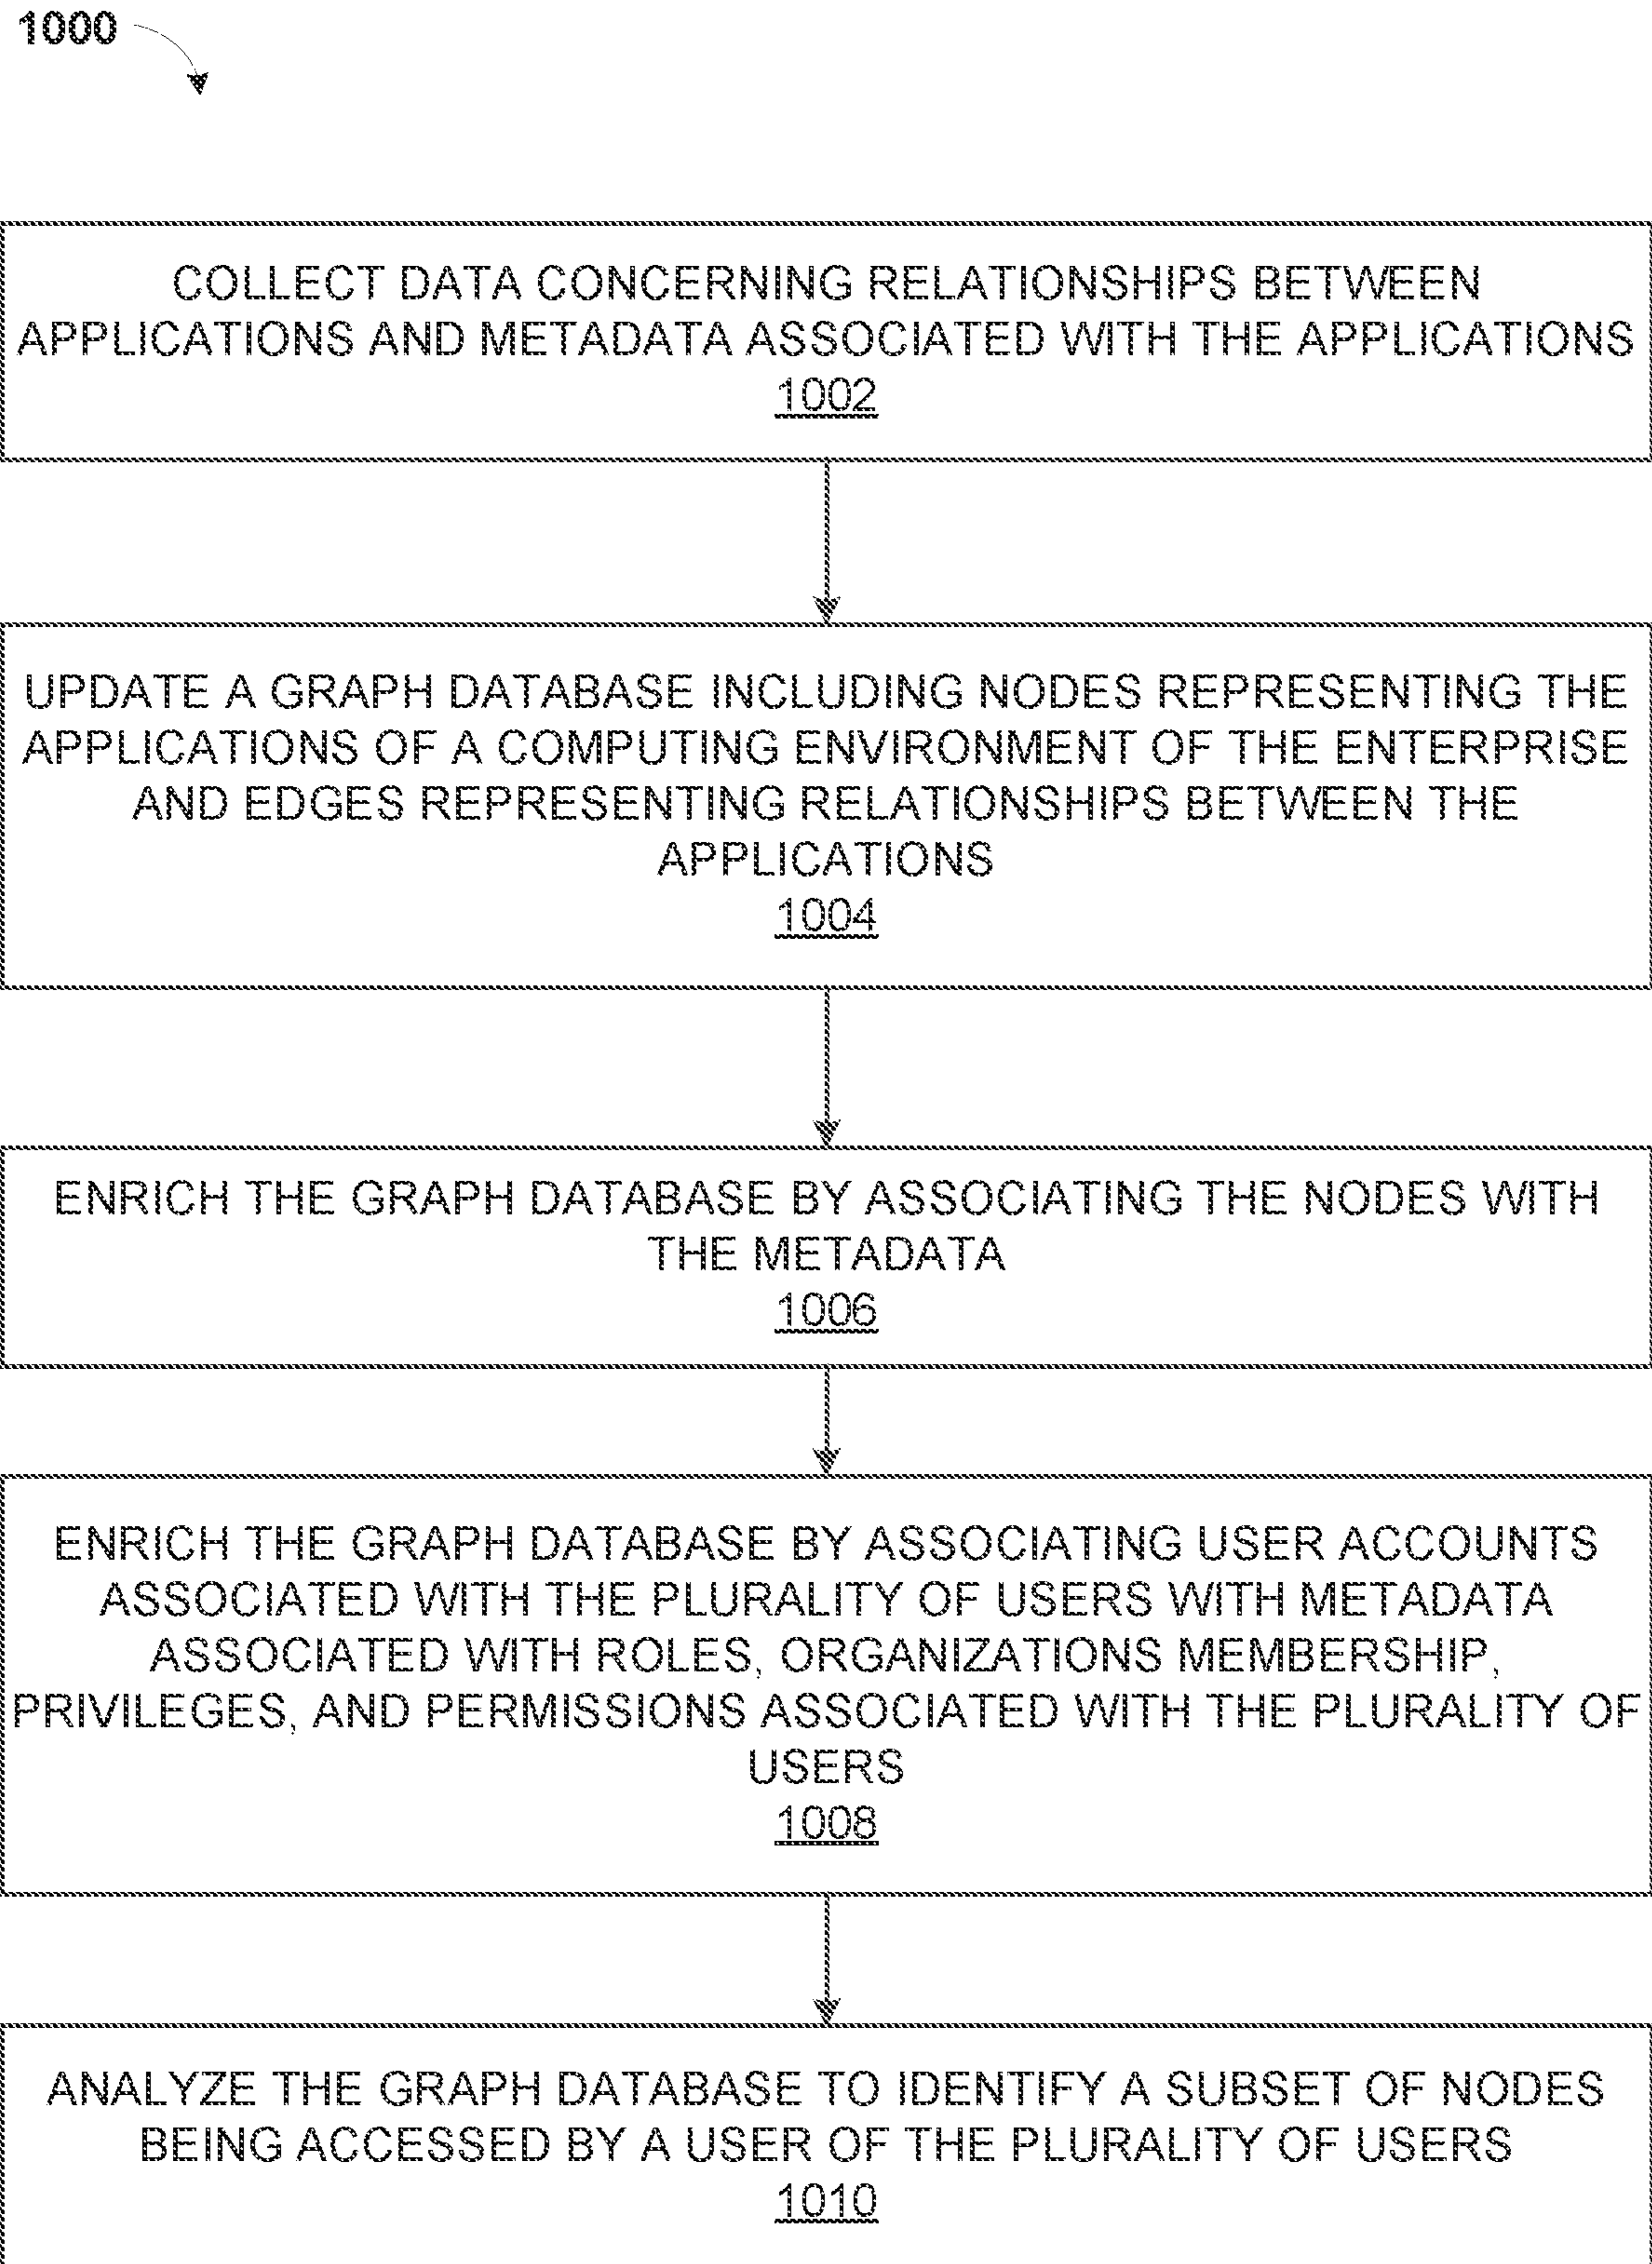 1000
COLLECT DATA CONCERNING RELATIONSHIPS BETWEEN
APPLICATIONS AND METADATA ASSOCIATED WITH THE APPLICATIONS
1002
UPDATE A GRAPH DATABASE INCLUDING NODES REPRESENTING THE
APPLICATIONS OF A COMPUTING ENVIRONMENT OF THE ENTERPRISE
AND EDGES REPRESENTING RELATIONSHIPS BETWEEN THE
APPLICATIONS
1004
ENRICH THE GRAPH DATABASE BY ASSOCIATING THE NODES WITH
THE METADATA
1006
ENRICH THE GRAPH DATABASE BY ASSOCIATING USER ACCOUNTS
ASSOCIATED WITH THE PLURALITY OF USERS WITH METADATA
ASSOCIATED WITH ROLES, ORGANIZATIONS MEMBERSHIP,
PRIVILEGES, AND PERMISSIONS ASSOCIATED WITH THE PLURALITY OF
USERS
1008
ANALYZE THE GRAPH DATABASE TO IDENTIFY A SUBSET OF NODES
BEING ACCESSED BY A USER OF THE PLURALITY OF USERS
1010